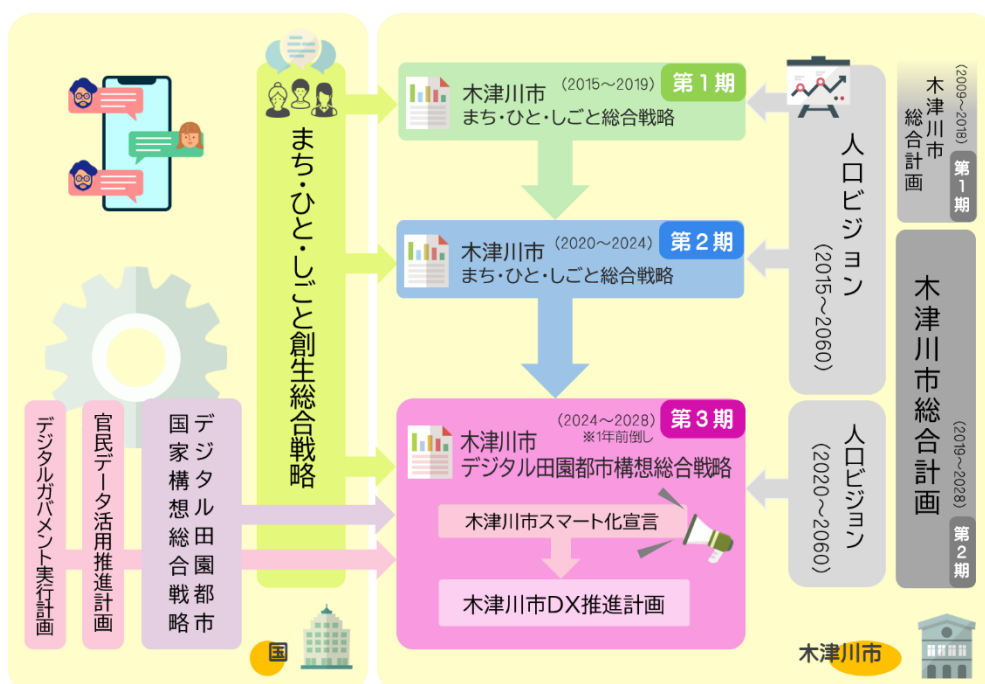 まち・ひと・しごと創生総合戦略
デジタルガバメント実行計画
官民データ活用推進計画
デジタル田園都市
国家構想総合戦略
国
木津川市
(2015～2019)
第1期
まち・ひと・しごと総合戦略
木津川市
(2020～2024)
第2期
まち・ひと・しごと総合戦略
(2024～2028)
※1年前倒し
第3期
木津川市
デジタル田園都市構想総合戦略
木津川市スマート化宣言
木津川市DX推進計画
人口ビジョン
(2015～2060)
人口ビジョン
(2020～2060)
(2009～2018)
木津川市
総合計画
第1期
木津川市総合計画
(2019～2028)
第2期
木津川市